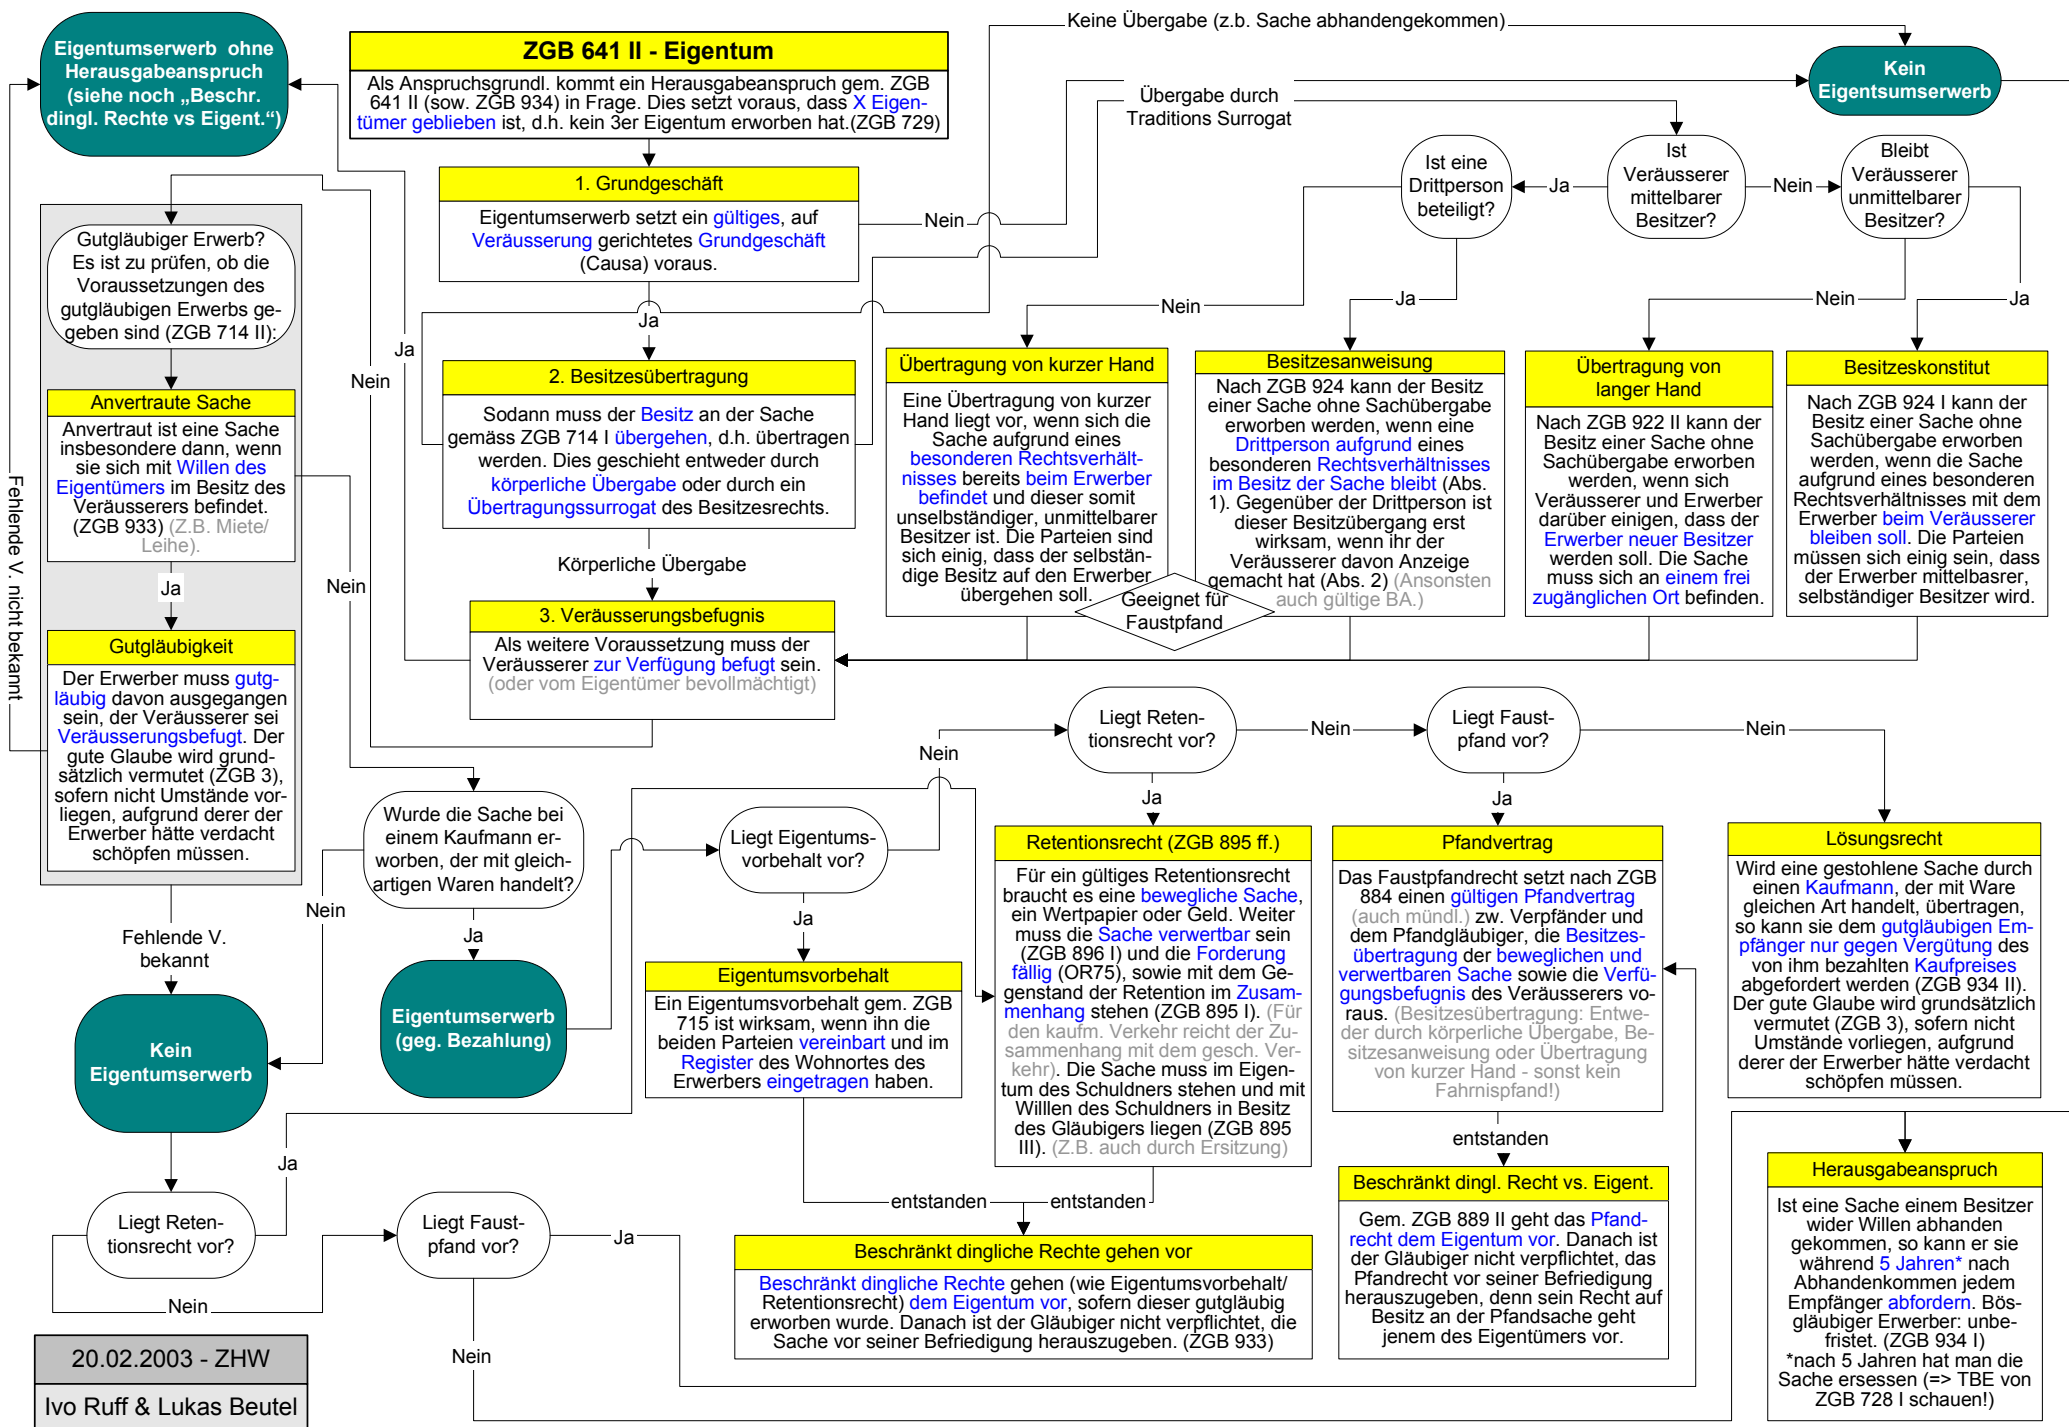 Keine Übergabe (z.b. Sache abhandengekommen)
Eigentumserwerb ohne
Herausgabeanspruch
(siehe noch „Beschr.
dingl. Rechte vs Eigent.“)
ZGB 641 II - Eigentum
Als Anspruchsgrundl. kommt ein Herausgabeanspruch gem. ZGB
641 II (sow. ZGB 934) in Frage. Dies setzt voraus, dass X Eigen-
tümer geblieben ist, d.h. kein 3er Eigentum erworben hat.(ZGB 729)
Kein
Eigentsumserwerb
Übergabe durch
Traditions Surrogat
Ist eine
Drittperson
beteiligt?
Ja
Ist
Veräusserer
mittelbarer
Besitzer?
Nein
Bleibt
Veräusserer
unmittelbarer
Besitzer?
1. Grundgeschäft
Eigentumserwerb setzt ein gültiges, auf
Veräusserung gerichtetes Grundgeschäft
(Causa) voraus.
Nein
Ja
Gutgläubiger Erwerb?
Es ist zu prüfen, ob die
Voraussetzungen des
gutgläubigen Erwerbs ge-
geben sind (ZGB 714 II):
Nein
Ja
Nein
Ja
Nein
Ja
2. Besitzesübertragung
Sodann muss der Besitz an der Sache
gemäss ZGB 714 I übergehen, d.h. übertragen
werden. Dies geschieht entweder durch
körperliche Übergabe oder durch ein
Übertragungssurrogat des Besitzesrechts.
Körperliche Übergabe
Übertragung von kurzer Hand
Eine Übertragung von kurzer
Hand liegt vor, wenn sich die
Sache aufgrund eines
besonderen Rechtsverhält-
nisses bereits beim Erwerber
befindet und dieser somit
unselbständiger, unmittelbarer
Besitzer ist. Die Parteien sind
sich einig, dass der selbstän-
dige Besitz auf den Erwerber
übergehen soll.
Besitzesanweisung
Nach ZGB 924 kann der Besitz
einer Sache ohne Sachübergabe
erworben werden, wenn eine
Drittperson aufgrund eines
besonderen Rechtsverhältnisses
im Besitz der Sache bleibt (Abs.
1). Gegenüber der Drittperson ist
dieser Besitzübergang erst
wirksam, wenn ihr der
Veräusserer davon Anzeige
gemacht hat (Abs. 2) (Ansonsten
auch gültige BA.)
Geeignet für
Faustpfand
Übertragung von
langer Hand
Nach ZGB 922 II kann der
Besitz einer Sache ohne
Sachübergabe erworben
werden, wenn sich
Veräusserer und Erwerber
darüber einigen, dass der
Erwerber neuer Besitzer
werden soll. Die Sache
muss sich an einem frei
zugänglichen Ort befinden.
Besitzeskonstitut
Nach ZGB 924 I kann der
Besitz einer Sache ohne
Sachübergabe erworben
werden, wenn die Sache
aufgrund eines besonderen
Rechtsverhältnisses mit dem
Erwerber beim Veräusserer
bleiben soll. Die Parteien
müssen sich einig sein, dass
der Erwerber mittelbasrer,
selbständiger Besitzer wird.
Anvertraute Sache
Anvertraut ist eine Sache
insbesondere dann, wenn
sie sich mit Willen des
Eigentümers im Besitz des
Veräusserers befindet.
(ZGB 933) (Z.B. Miete/
Leihe).
Ja
Nein
Fehlende V. nicht bekannt
3. Veräusserungsbefugnis
Als weitere Voraussetzung muss der
Veräusserer zur Verfügung befugt sein.
(oder vom Eigentümer bevollmächtigt)
Gutgläubigkeit
Der Erwerber muss gutg-
läubig davon ausgegangen
sein, der Veräusserer sei
Veräusserungsbefugt. Der
gute Glaube wird grund-
sätzlich vermutet (ZGB 3),
sofern nicht Umstände vor-
liegen, aufgrund derer der
Erwerber hätte verdacht
schöpfen müssen.
Wurde die Sache bei
einem Kaufmann er-
worben, der mit gleich-
artigen Waren handelt?
Nein
Ja
Liegt Eigentums-
vorbehalt vor?
Nein
Ja
Liegt Reten-
tionsrecht vor?
Nein
Ja
Liegt Faust-
pfand vor?
Nein
Ja
Fehlende V.
bekannt
Kein
Eigentumserwerb
Eigentumserwerb
(geg. Bezahlung)
Eigentumsvorbehalt
Ein Eigentumsvorbehalt gem. ZGB
715 ist wirksam, wenn ihn die
beiden Parteien vereinbart und im
Register des Wohnortes des
Erwerbers eingetragen haben.
Retentionsrecht (ZGB 895 ff.)
Für ein gültiges Retentionsrecht
braucht es eine bewegliche Sache,
ein Wertpapier oder Geld. Weiter
muss die Sache verwertbar sein
(ZGB 896 I) und die Forderung
fällig (OR75), sowie mit dem Ge-
genstand der Retention im Zusam-
menhang stehen (ZGB 895 I). (Für
den kaufm. Verkehr reicht der Zu-
sammenhang mit dem gesch. Ver-
kehr). Die Sache muss im Eigen-
tum des Schuldners stehen und mit
Willlen des Schuldners in Besitz
des Gläubigers liegen (ZGB 895
III). (Z.B. auch durch Ersitzung)
Pfandvertrag
Das Faustpfandrecht setzt nach ZGB
884 einen gültigen Pfandvertrag
(auch mündl.) zw. Verpfänder und
dem Pfandgläubiger, die Besitzes-
übertragung der beweglichen und
verwertbaren Sache sowie die Verfü-
gungsbefugnis des Veräusserers vo-
raus. (Besitzesübertragung: Entwe-
der durch körperliche Übergabe, Be-
sitzesanweisung oder Übertragung
von kurzer Hand - sonst kein
Fahrnispfand!)
Lösungsrecht
Wird eine gestohlene Sache durch
einen Kaufmann, der mit Ware
gleichen Art handelt, übertragen,
so kann sie dem gutgläubigen Em-
pfänger nur gegen Vergütung des
von ihm bezahlten Kaufpreises
abgefordert werden (ZGB 934 II).
Der gute Glaube wird grundsätzlich
vermutet (ZGB 3), sofern nicht
Umstände vorliegen, aufgrund
derer der Erwerber hätte verdacht
schöpfen müssen.
entstanden
entstanden
entstanden
Liegt Reten-
tionsrecht vor?
Ja
Nein
Liegt Faust-
pfand vor?
Ja
Nein
Beschränkt dingliche Rechte gehen vor
Beschränkt dingliche Rechte gehen (wie Eigentumsvorbehalt/
Retentionsrecht) dem Eigentum vor, sofern dieser gutgläubig
erworben wurde. Danach ist der Gläubiger nicht verpflichtet, die
Sache vor seiner Befriedigung herauszugeben. (ZGB 933)
Beschränkt dingl. Recht vs. Eigent.
Gem. ZGB 889 II geht das Pfand-
recht dem Eigentum vor. Danach ist
der Gläubiger nicht verpflichtet, das
Pfandrecht vor seiner Befriedigung
herauszugeben, denn sein Recht auf
Besitz an der Pfandsache geht
jenem des Eigentümers vor.
Herausgabeanspruch
Ist eine Sache einem Besitzer
wider Willen abhanden
gekommen, so kann er sie
während 5 Jahren* nach
Abhandenkommen jedem
Empfänger abfordern. Bös-
gläubiger Erwerber: unbe-
fristet. (ZGB 934 I)
*nach 5 Jahren hat man die
Sache ersessen (=> TBE von
ZGB 728 I schauen!)
20.02.2003 - ZHW
Ivo Ruff & Lukas Beutel